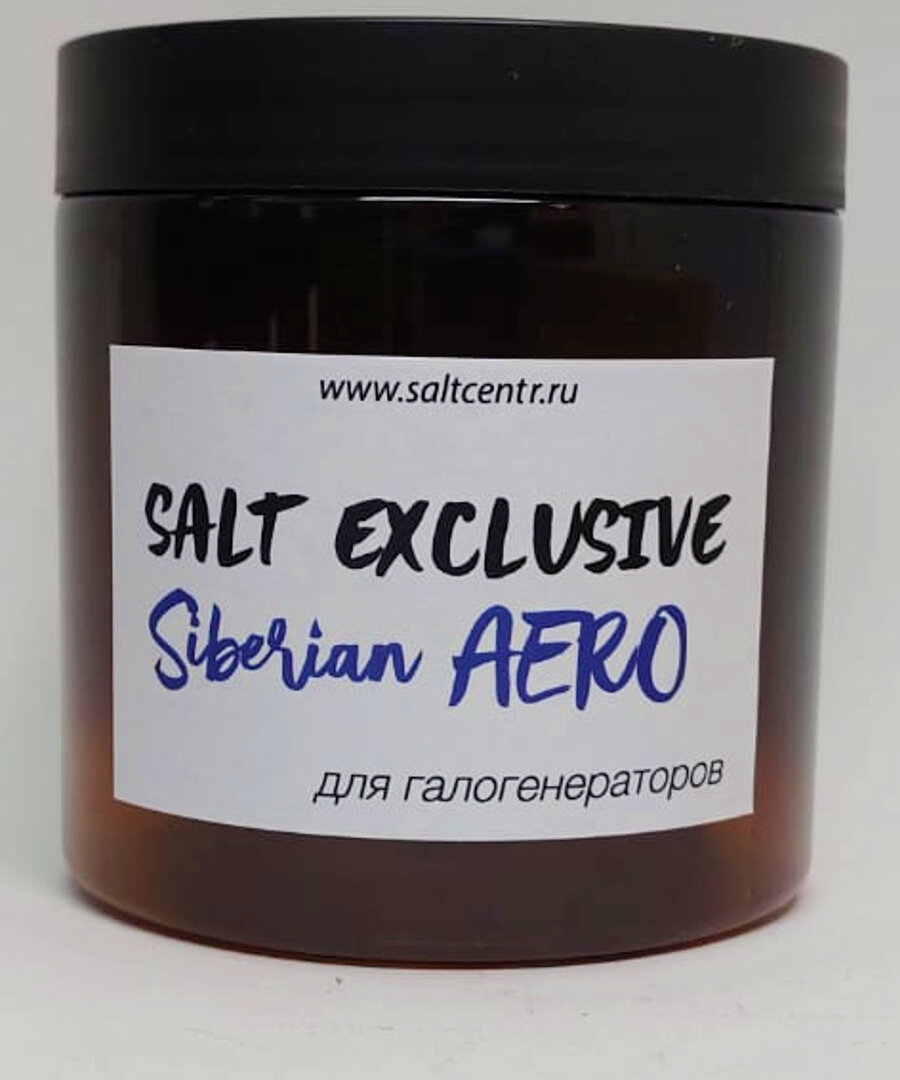 www.saltcentr.ru
SALT EXCLUSIVE
Siberian AERO
для галогенераторов